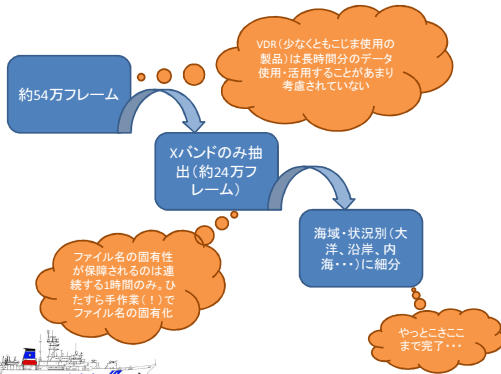 VDR（少なくともこじま使用の
製品）は長時間分のデータ
使用・活用することがあまり
考慮されていない
約54万フレーム
Xバンドのみ抽
出（約24万フ
レーム）
海域・状況別（大
洋、沿岸、内
海・・・）に細分
ファイル名の固有性
が保障されるのは連
続する1時間のみ。ひ
たすら手作業（！）で
ファイル名の固有化
やっとこさここ
まで完了・・・